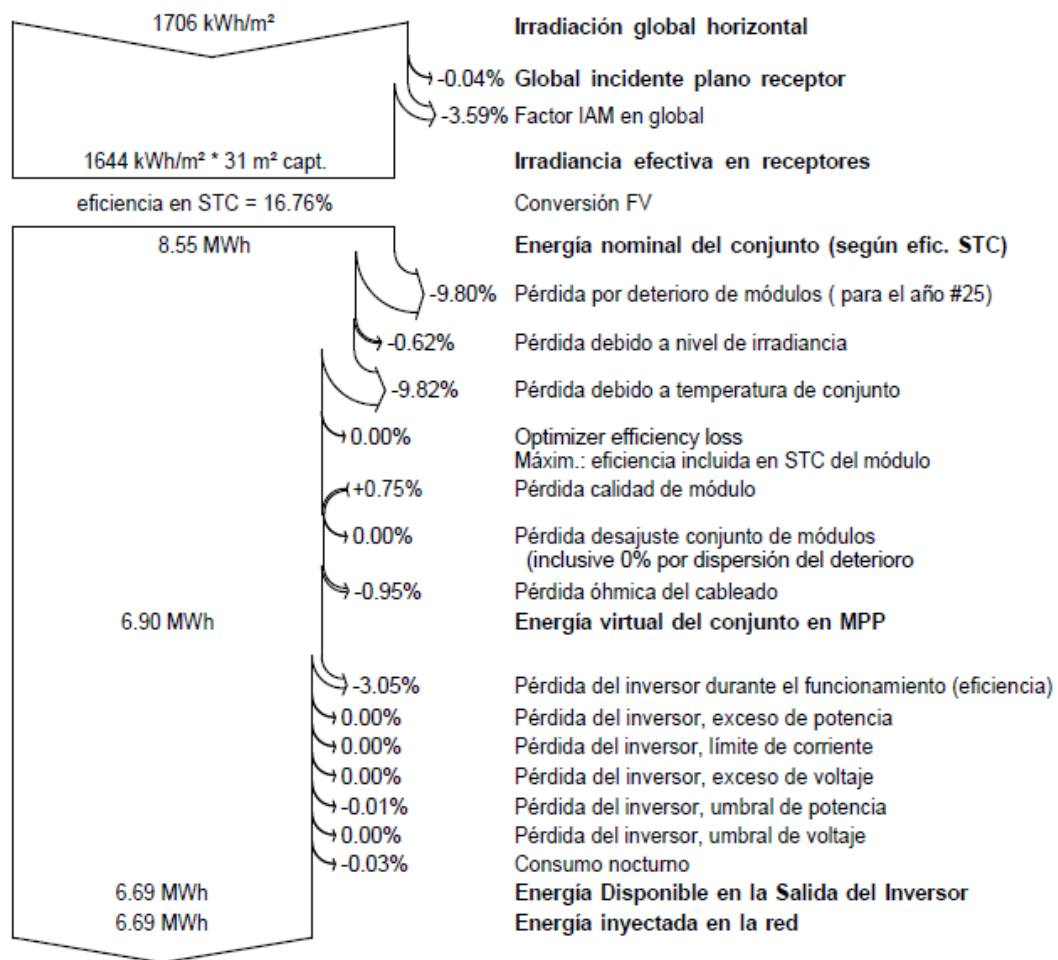 1706 kWh/m² Irradiación global horizontal
-0.04% Global incidente plano receptor
-3.59% Factor IAM en global
1644 kWh/m² * 31 m² capt. Irradiancia efectiva en receptores
eficiencia en STC = 16.76% Conversión FV
8.55 MWh Energía nominal del conjunto (según efic. STC)
-9.80% Pérdida por deterioro de módulos ( para el año #25)
-0.62% Pérdida debido a nivel de irradiancia
-9.82% Pérdida debido a temperatura de conjunto
0.00% Optimizer efficiency loss
Máxim.: eficiencia incluida en STC del módulo
+0.75% Pérdida calidad de módulo
0.00% Pérdida desajuste conjunto de módulos
(inclusive 0% por dispersión del deterioro
-0.95% Pérdida óhmica del cableado
6.90 MWh Energía virtual del conjunto en MPP
-3.05% Pérdida del inversor durante el funcionamiento (eficiencia)
0.00% Pérdida del inversor, exceso de potencia
0.00% Pérdida del inversor, límite de corriente
0.00% Pérdida del inversor, exceso de voltaje
-0.01% Pérdida del inversor, umbral de potencia
0.00% Pérdida del inversor, umbral de voltaje
-0.03% Consumo nocturno
6.69 MWh Energía Disponible en la Salida del Inversor
6.69 MWh Energía inyectada en la red